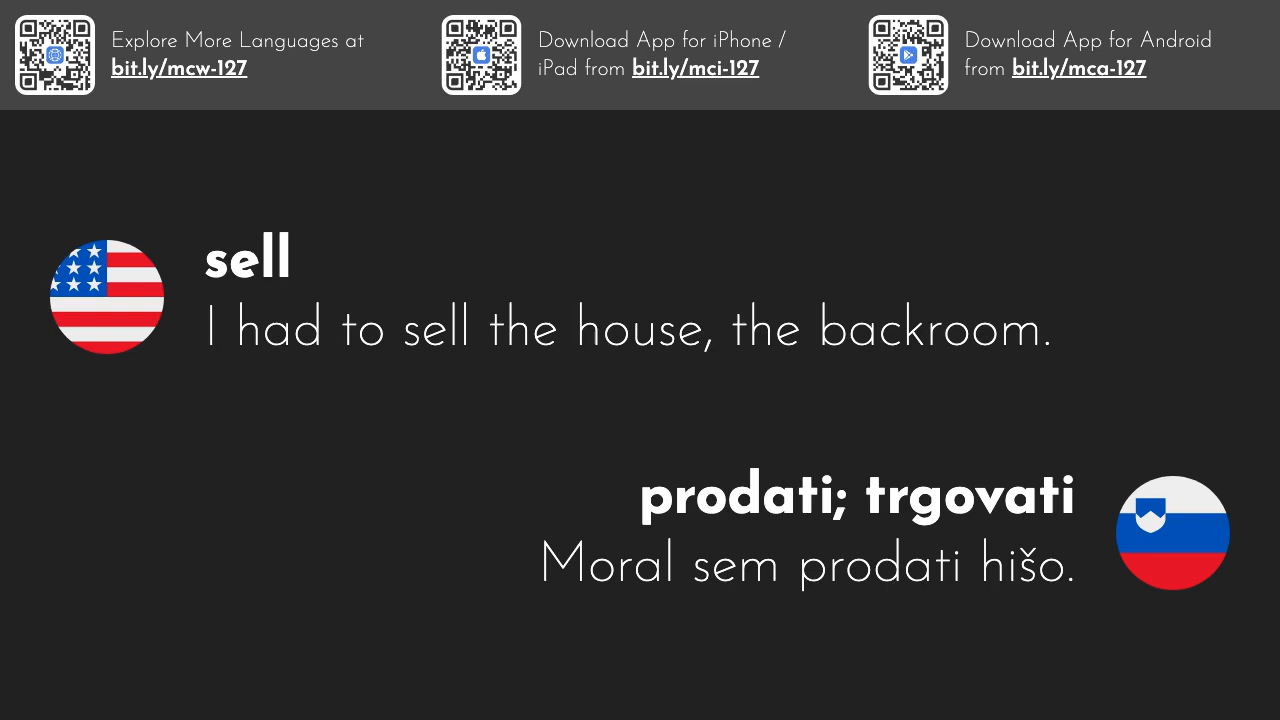 Explore More Languages at
bit.ly/mcw-127
Download App for iPhone /
iPad from bit.ly/mci-127
Download App for Android
from bit.ly/mca-127
sell
I had to sell the house, the backroom.
prodati; trgovati
Moral sem prodati hišo.